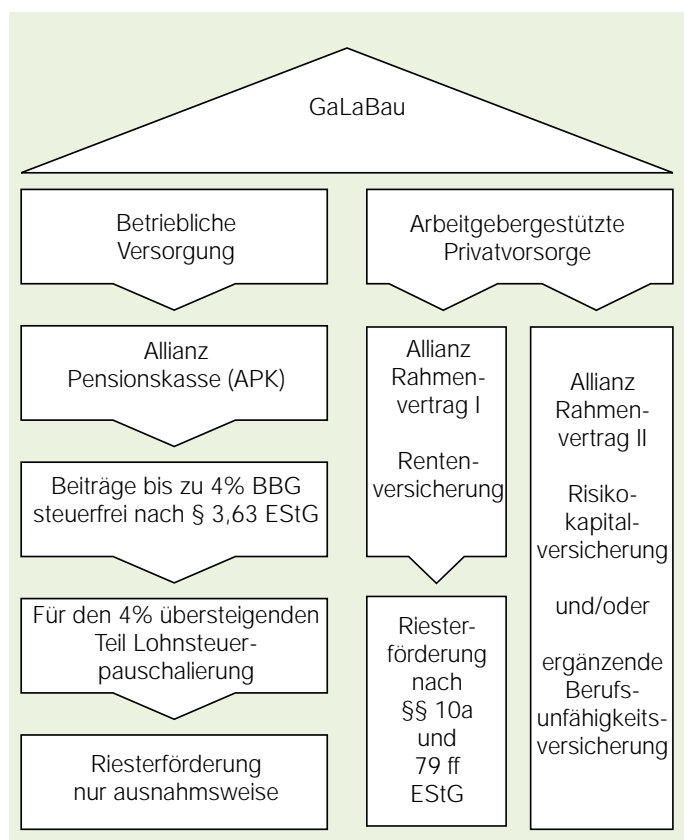 GaLaBau
Betriebliche
Versorgung
Arbeitgebergestützte
Privatvorsorge
Allianz
Pensionskasse (APK)
Beiträge bis zu 4% BBG
steuerfrei nach § 3,63 EStG
Für den 4% übersteigenden
Teil Lohnsteuer-
pauschalierung
Riesterförderung
nur ausnahmsweise
Allianz
Rahmen-
vertrag I
Renten-
versicherung
Riester-
förderung
nach
§§ 10a
und
79 ff
EStG
Allianz
Rahmen-
vertrag II
Risiko-
kapital-
versicherung
und/oder
ergänzende
Berufs-
unfähigkeits-
versicherung